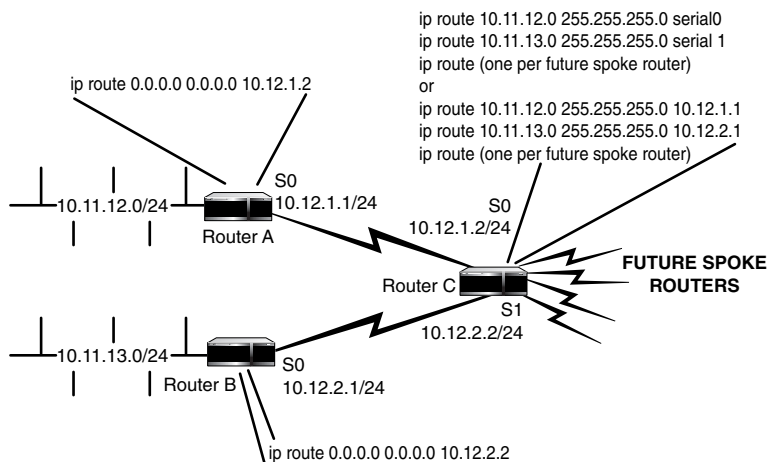 ip route 10.11.12.0 255.255.255.0 serial0
ip route 10.11.13.0 255.255.255.0 serial 1
ip route (one per future spoke router)
or
ip route 10.11.12.0 255.255.255.0 10.12.1.1
ip route 10.11.13.0 255.255.255.0 10.12.2.1
ip route (one per future spoke router)
ip route 0.0.0.0 0.0.0.0 10.12.1.2
10.11.12.0/24
S0
10.12.1.1/24
Router A
S0
10.12.1.2/24
Router C
FUTURE SPOKE
ROUTERS
S1
10.12.2.2/24
10.11.13.0/24
Router B
S0
10.12.2.1/24
ip route 0.0.0.0 0.0.0.0 10.12.2.2